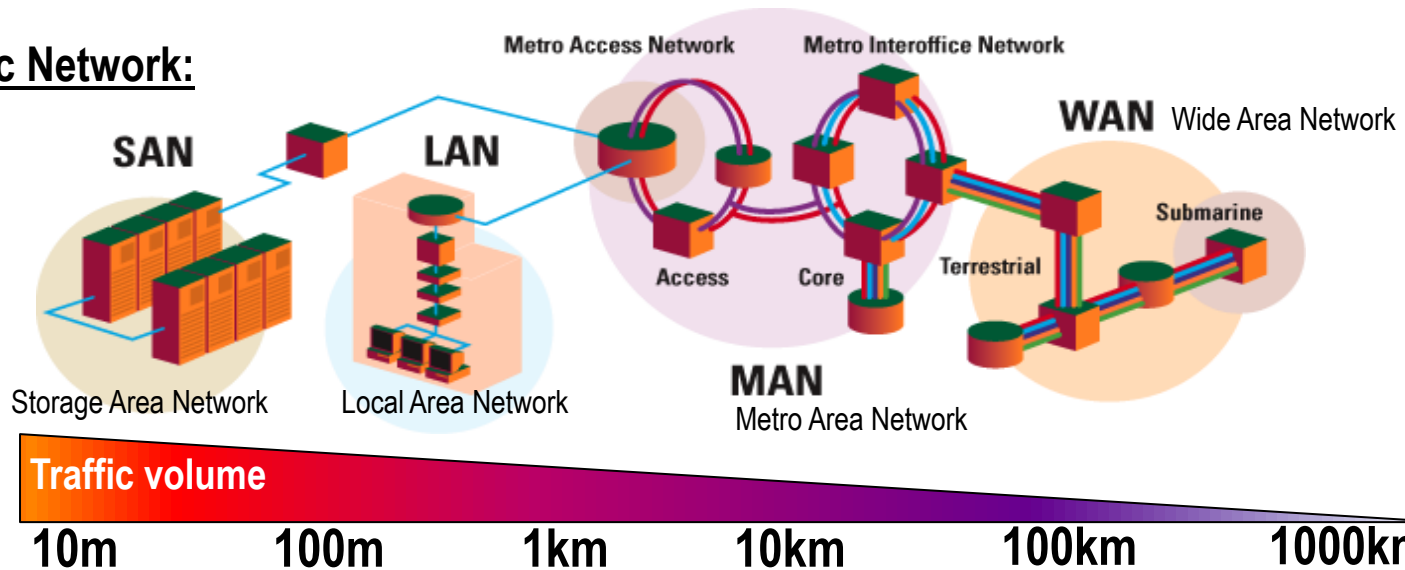 c Network:
Metro Access Network
Metro Interoffice Network
SAN
LAN
WAN Wide Area Network
Submarine
Access
Core
Terrestrial
Storage Area Network
Local Area Network
MAN
Metro Area Network
Traffic volume
10m 100m 1km 10km 100km 1000k